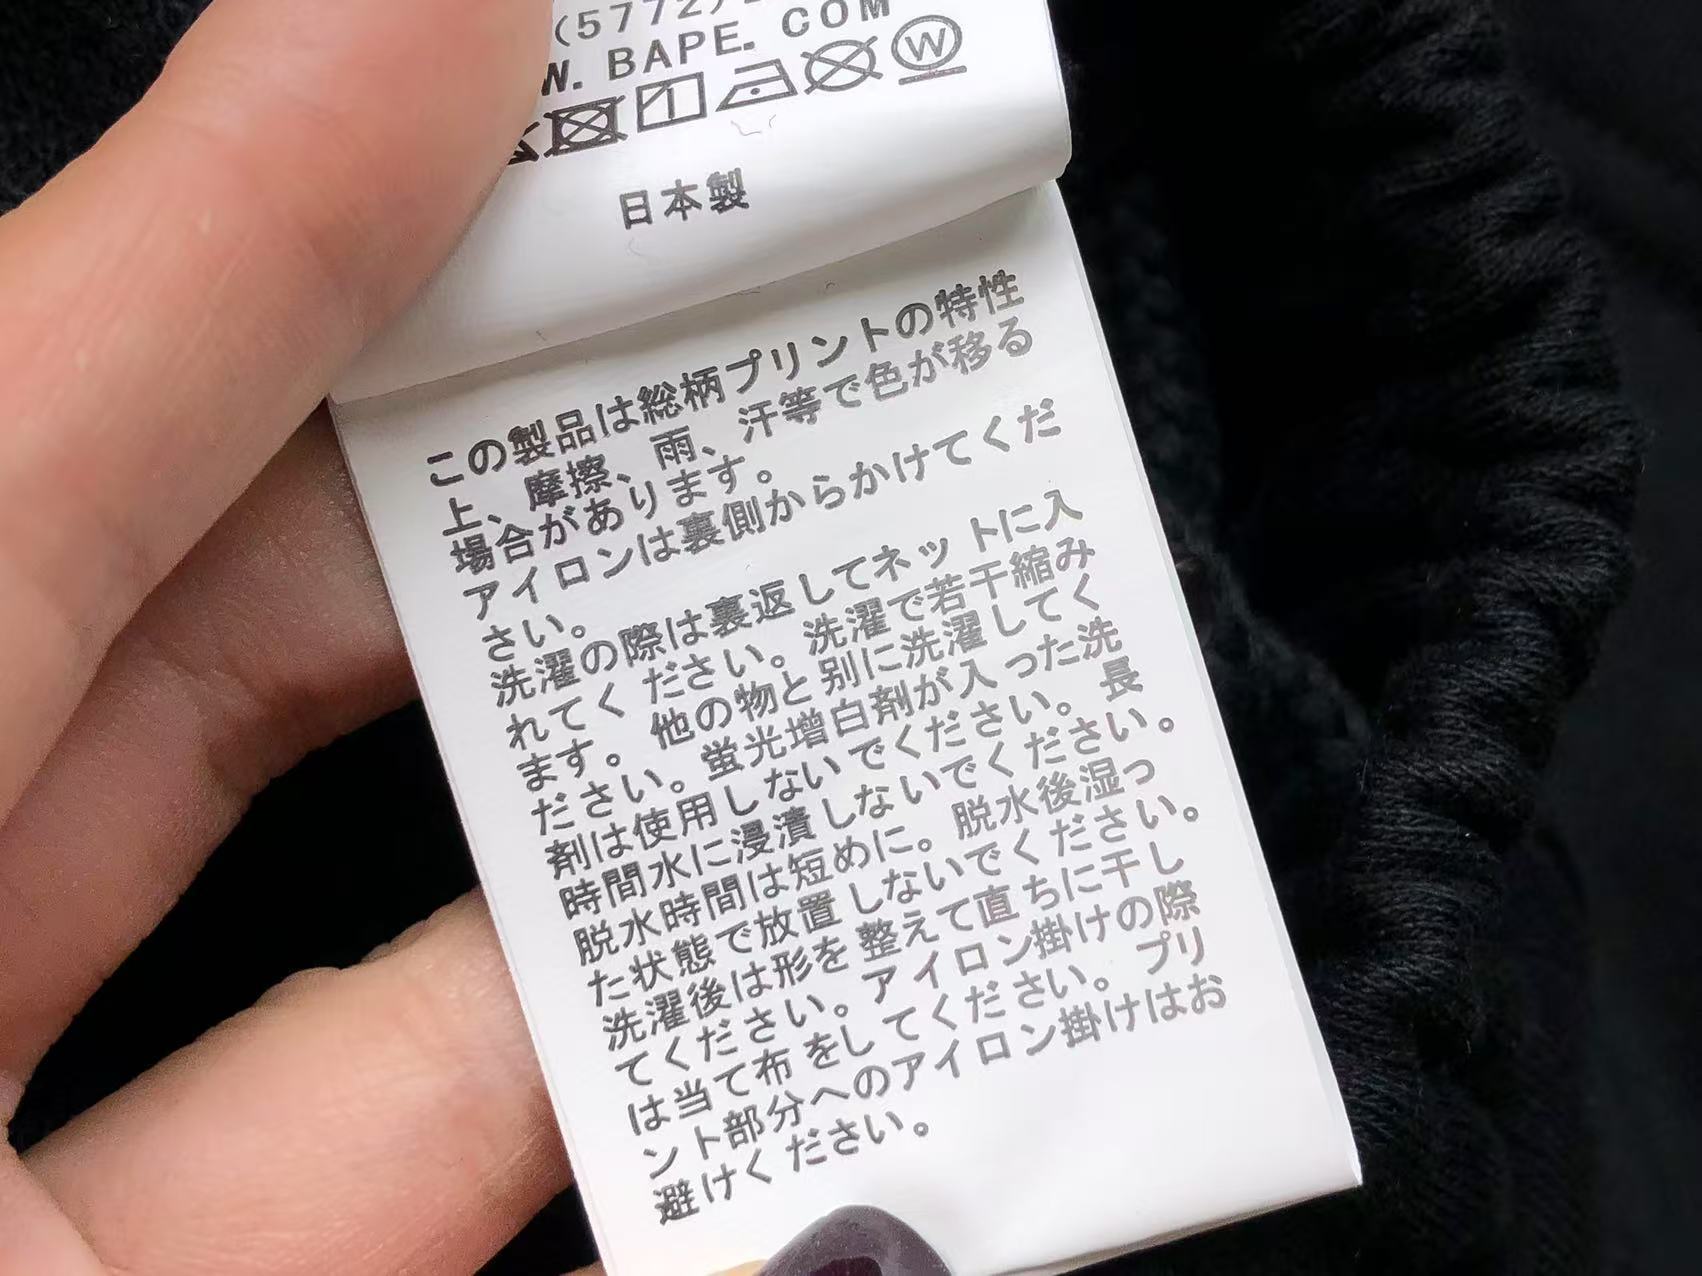 (5772)
W.BAPE.COM
W
日本製
この製品は総柄プリントの特性
上、摩擦、雨、汗等で色が移る
場合があります。
アイロンは裏側からかけてくだ
さい。
洗濯の際は裏返してネットに入
れてください。洗濯で若干縮み
ます。他の物と別に洗濯してく
ださい。蛍光増白剤が入った洗
剤は使用しないでください。長
時間水に浸漬しないでください。
脱水時間は短めに。脱水後湿っ
た状態で放置しないでください。
洗濯後は形を整えて直ちに干し
てください。アイロン掛けの際
は当て布をしてください。プリ
ント部分へのアイロン掛けはお
避けください。